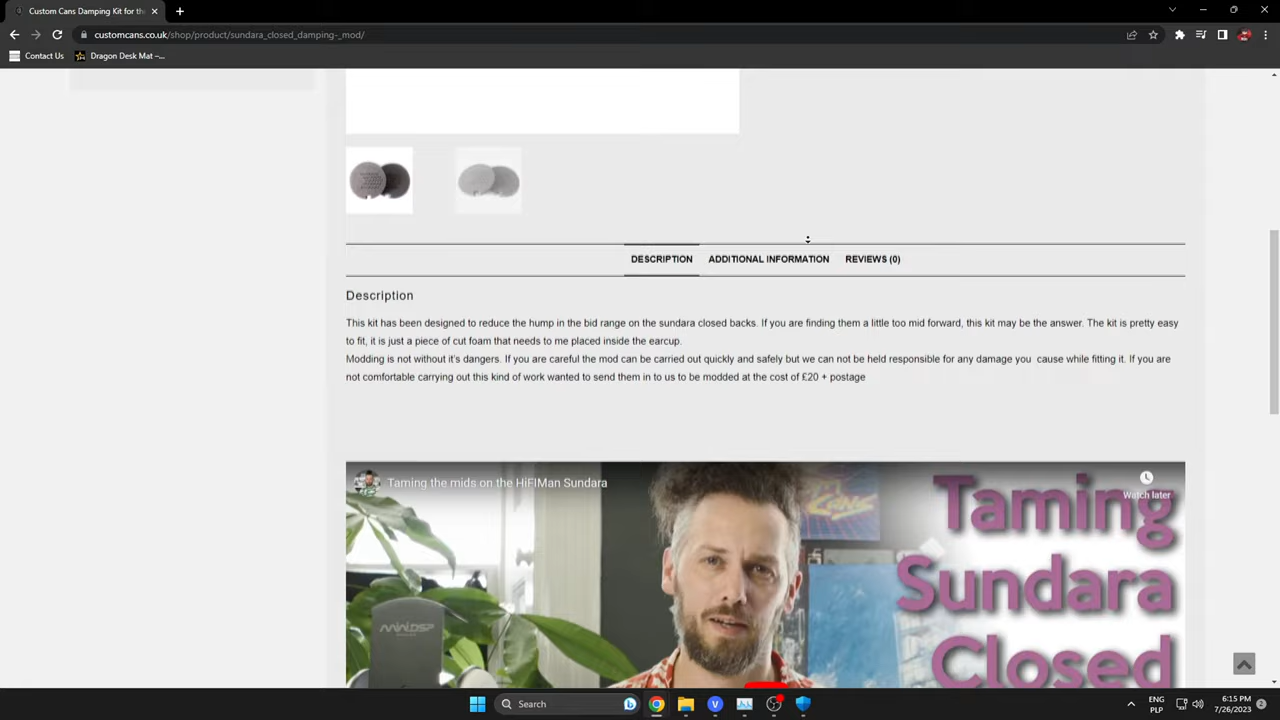 Custom Cans Damping Kit for the
customcans.co.uk/shop/product/sundara_closed_damping-_mod/
Contact Us
Dragon Desk Mat –...
DESCRIPTION
ADDITIONAL INFORMATION
REVIEWS (0)
Description
This kit has been designed to reduce the hump in the bid range on the sundara closed backs. If you are finding them a little too mid forward, this kit may be the answer. The kit is pretty easy
to fit, it is just a piece of cut foam that needs to me placed inside the earcup.
Modding is not without it's dangers. If you are careful the mod can be carried out quickly and safely but we can not be held responsible for any damage you cause while fitting it. If you are
not comfortable carrying out this kind of work wanted to send them in to us to be modded at the cost of £20 + postage
Taming the mids on the HiFIMan Sundara
Watch later
Taming
Sundara
Closed
miniDSP
Search
ENG
PLP
6:15 PM
7/26/2023